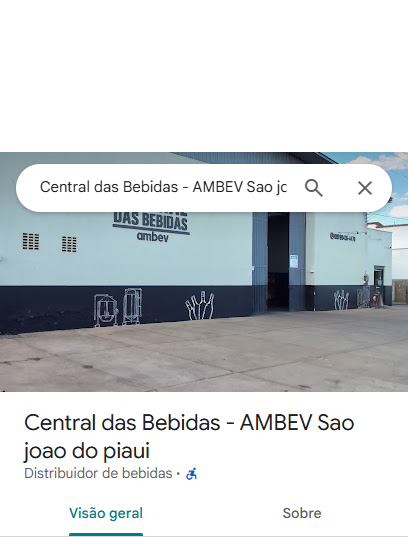 Central das Bebidas - AMBEV Sao jo
DAS BEBIDAS
ambev
Central das Bebidas - AMBEV Sao
joao do piaui
Distribuidor de bebidas •
Visão geral
Sobre